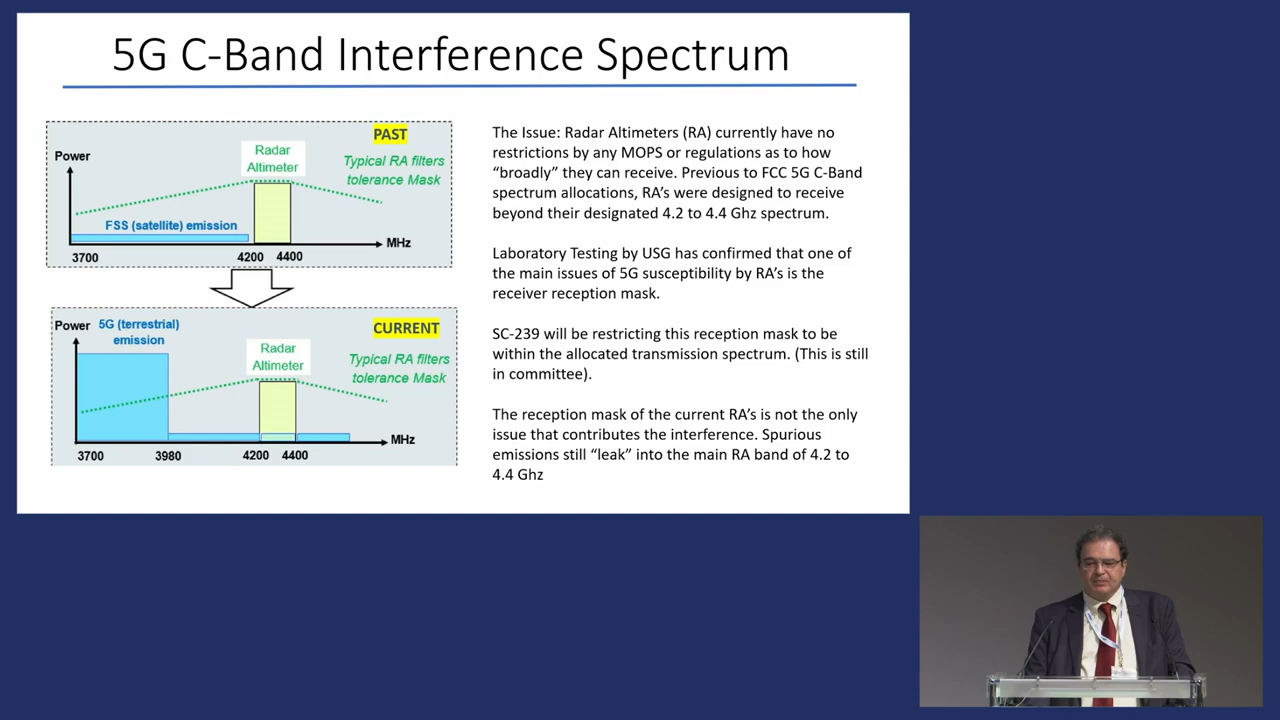 5G C-Band Interference Spectrum
PAST
Power
Radar
Altimeter
Typical RA filters
tolerance Mask
FSS (satellite) emission
MHz
3700
4200
4400
Power
5G (terrestrial)
emission
CURRENT
Radar
Altimeter
Typical RA filters
tolerance Mask
MHz
3700
3980
4200
4400
The Issue: Radar Altimeters (RA) currently have no
restrictions by any MOPS or regulations as to how
“broadly” they can receive. Previous to FCC 5G C-Band
spectrum allocations, RA’s were designed to receive
beyond their designated 4.2 to 4.4 Ghz spectrum.
Laboratory Testing by USG has confirmed that one of
the main issues of 5G susceptibility by RA’s is the
receiver reception mask.
SC-239 will be restricting this reception mask to be
within the allocated transmission spectrum. (This is still
in committee).
The reception mask of the current RA’s is not the only
issue that contributes the interference. Spurious
emissions still “leak” into the main RA band of 4.2 to
4.4 Ghz